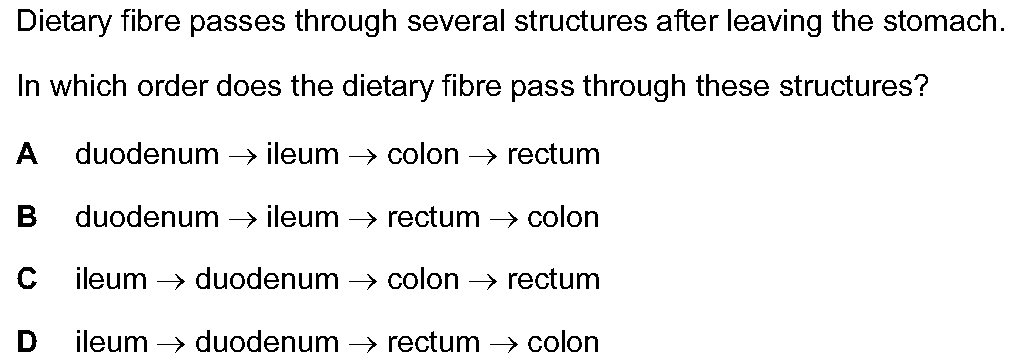 Dietary fibre passes through several structures after leaving the stomach.
In which order does the dietary fibre pass through these structures?
A duodenum → ileum → colon → rectum
B duodenum → ileum → rectum → colon
C ileum → duodenum → colon → rectum
D ileum → duodenum → rectum → colon